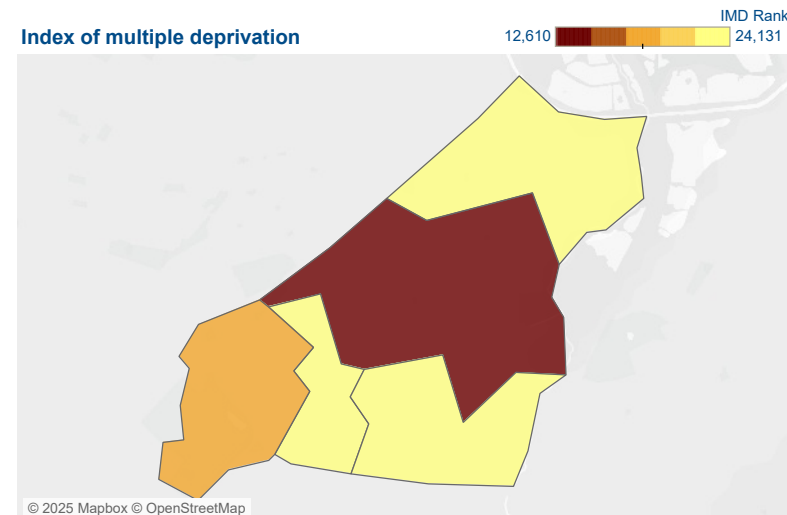 IMD Rank
Index of multiple deprivation
12,610
24,131
© 2025 Mapbox © OpenStreetMap